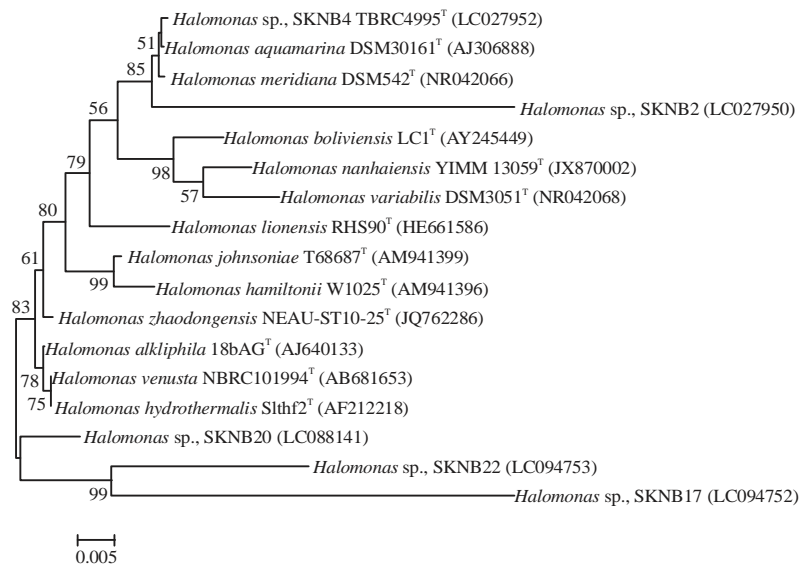 Halomonas sp., SKNB4 TBRC4995T (LC027952)
51
Halomonas aquamarina DSM30161T (AJ306888)
85
Halomonas meridiana DSM542T (NR042066)
56
Halomonas sp., SKNB2 (LC027950)
Halomonas boliviensis LC1T (AY245449)
79
98
Halomonas nanhaiensis YIMM 13059T (JX870002)
57
Halomonas variabilis DSM3051T (NR042068)
80
Halomonas lionensis RHS90T (HE661586)
61
Halomonas johnsoniae T68687T (AM941399)
99
Halomonas hamiltonii W1025T (AM941396)
83
Halomonas zhaodongensis NEAU-ST10-25T (JQ762286)
Halomonas alkliphila 18bAGT (AJ640133)
78
Halomonas venusta NBRC101994T (AB681653)
75
Halomonas hydrothermalis Slthf2T (AF212218)
Halomonas sp., SKNB20 (LC088141)
Halomonas sp., SKNB22 (LC094753)
99
Halomonas sp., SKNB17 (LC094752)
0.005